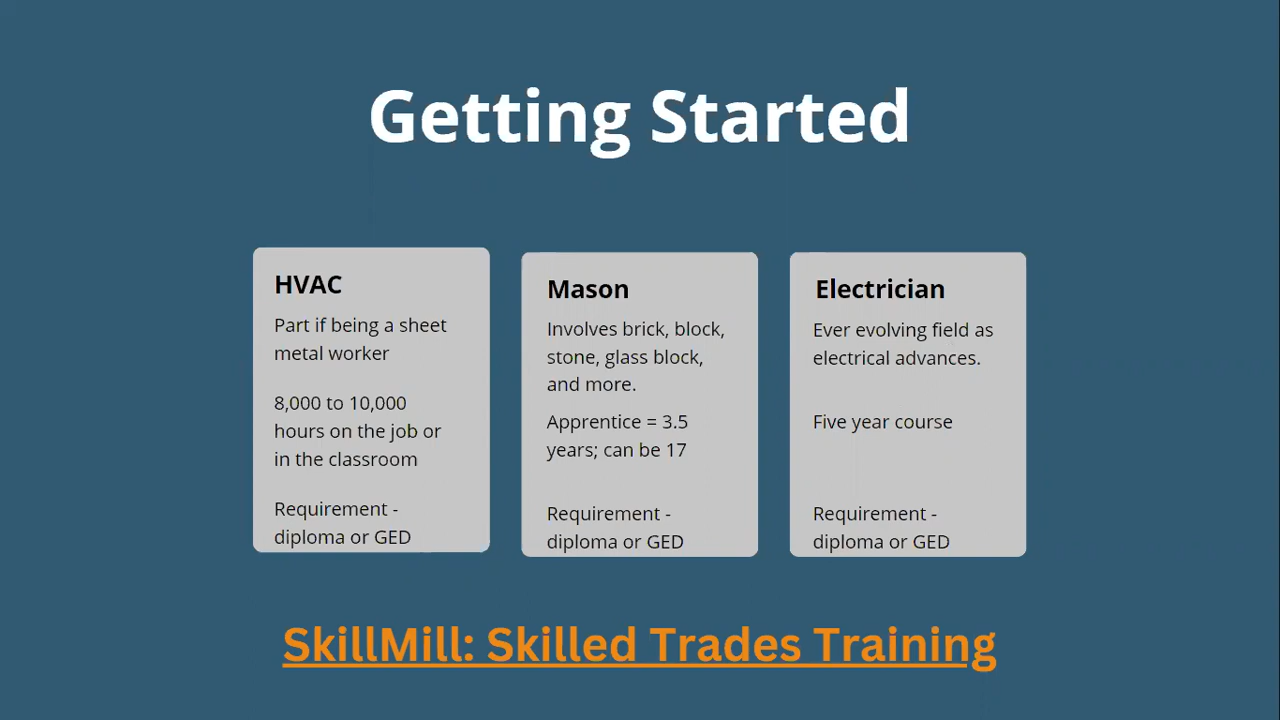 Getting Started
HVAC
Part if being a sheet
metal worker
8,000 to 10,000
hours on the job or
in the classroom
Requirement -
diploma or GED
Mason
Involves brick, block,
stone, glass block,
and more.
Apprentice = 3.5
years; can be 17
Requirement -
diploma or GED
Electrician
Ever evolving field as
electrical advances.
Five year course
Requirement -
diploma or GED
SkillMill: Skilled Trades Training